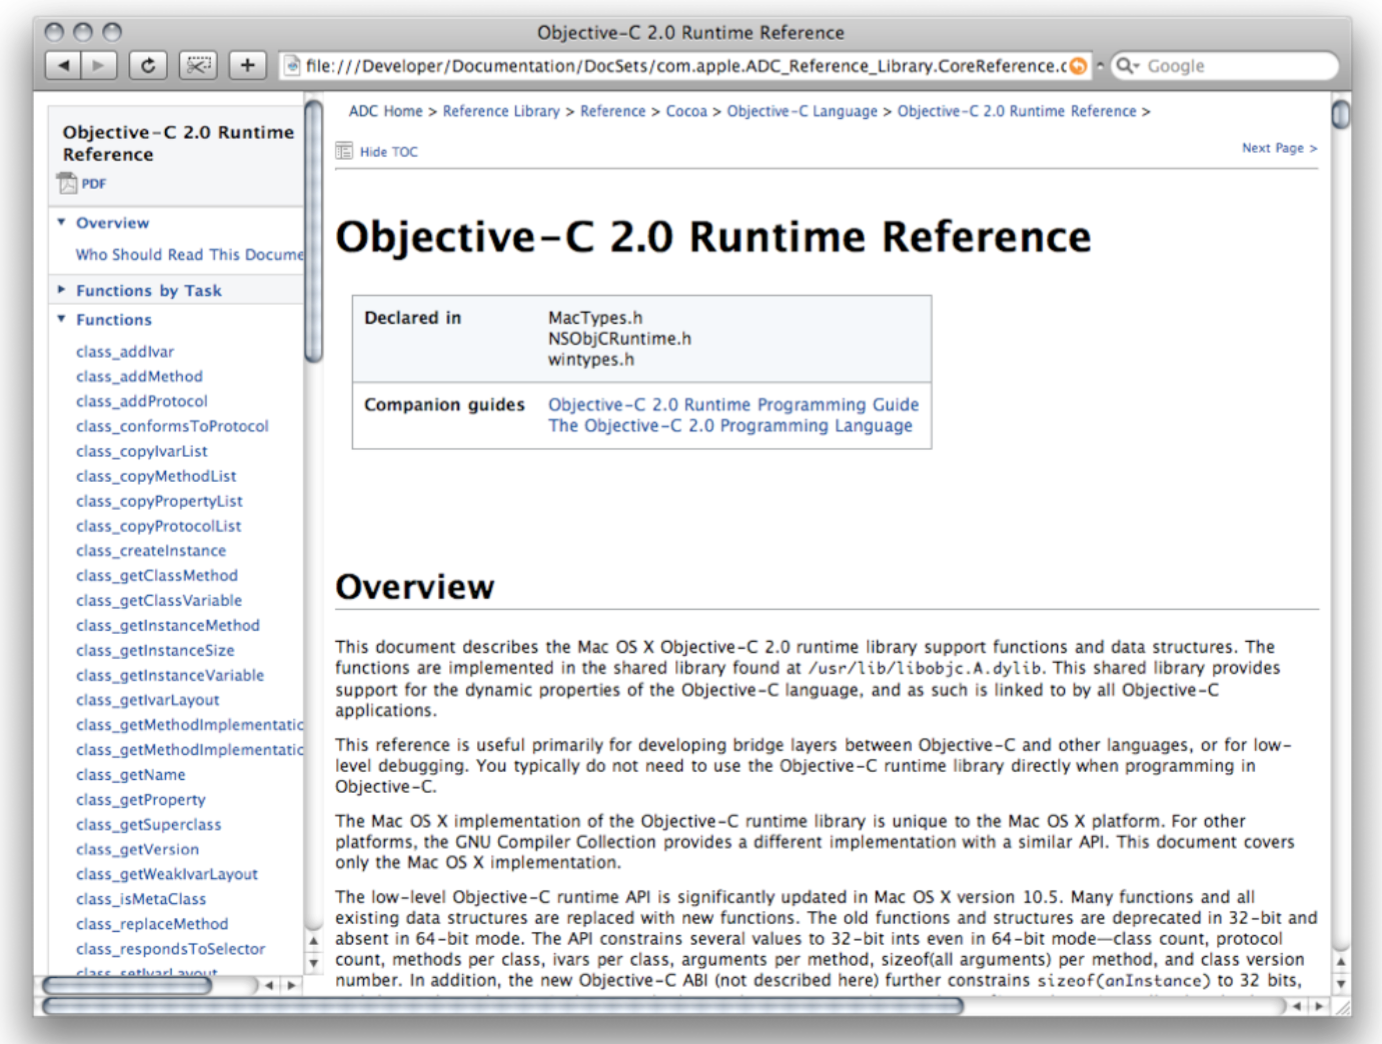 Objective-C 2.0 Runtime Reference
file:///Developer/Documentation/DocSets/com.apple.ADC_Reference_Library.CoreReference.c
Google
Objective-C 2.0 Runtime
Reference
PDF
Overview
Who Should Read This Docume
Functions by Task
Functions
class_addIvar
class_addMethod
class_addProtocol
class_conformsToProtocol
class_copyIvarList
class_copyMethodList
class_copyPropertyList
class_copyProtocolList
class_createInstance
class_getClassMethod
class_getClassVariable
class_getInstanceMethod
class_getInstanceSize
class_getInstanceVariable
class_getIvarLayout
class_getMethodImplementatic
class_getMethodImplementatic
class_getName
class_getProperty
class_getSuperclass
class_getVersion
class_getWeakIvarLayout
class_isMetaClass
class_replaceMethod
class_respondsToSelector
class_setIvarLayout
ADC Home > Reference Library > Reference > Cocoa > Objective-C Language > Objective-C 2.0 Runtime Reference >
Hide TOC
Next Page >
Objective-C 2.0 Runtime Reference
Declared in
MacTypes.h
NSObjCRuntime.h
wintypes.h
Companion guides
Objective-C 2.0 Runtime Programming Guide
The Objective-C 2.0 Programming Language
Overview
This document describes the Mac OS X Objective-C 2.0 runtime library support functions and data structures. The
functions are implemented in the shared library found at /usr/lib/libobjc.A.dylib. This shared library provides
support for the dynamic properties of the Objective-C language, and as such is linked to by all Objective-C
applications.
This reference is useful primarily for developing bridge layers between Objective-C and other languages, or for low-
level debugging. You typically do not need to use the Objective-C runtime library directly when programming in
Objective-C.
The Mac OS X implementation of the Objective-C runtime library is unique to the Mac OS X platform. For other
platforms, the GNU Compiler Collection provides a different implementation with a similar API. This document covers
only the Mac OS X implementation.
The low-level Objective-C runtime API is significantly updated in Mac OS X version 10.5. Many functions and all
existing data structures are replaced with new functions. The old functions and structures are deprecated in 32-bit and
absent in 64-bit mode. The API constrains several values to 32-bit ints even in 64-bit mode—class count, protocol
count, methods per class, ivars per class, arguments per method, sizeof(all arguments) per method, and class version
number. In addition, the new Objective-C ABI (not described here) further constrains sizeof(anInstance) to 32 bits,